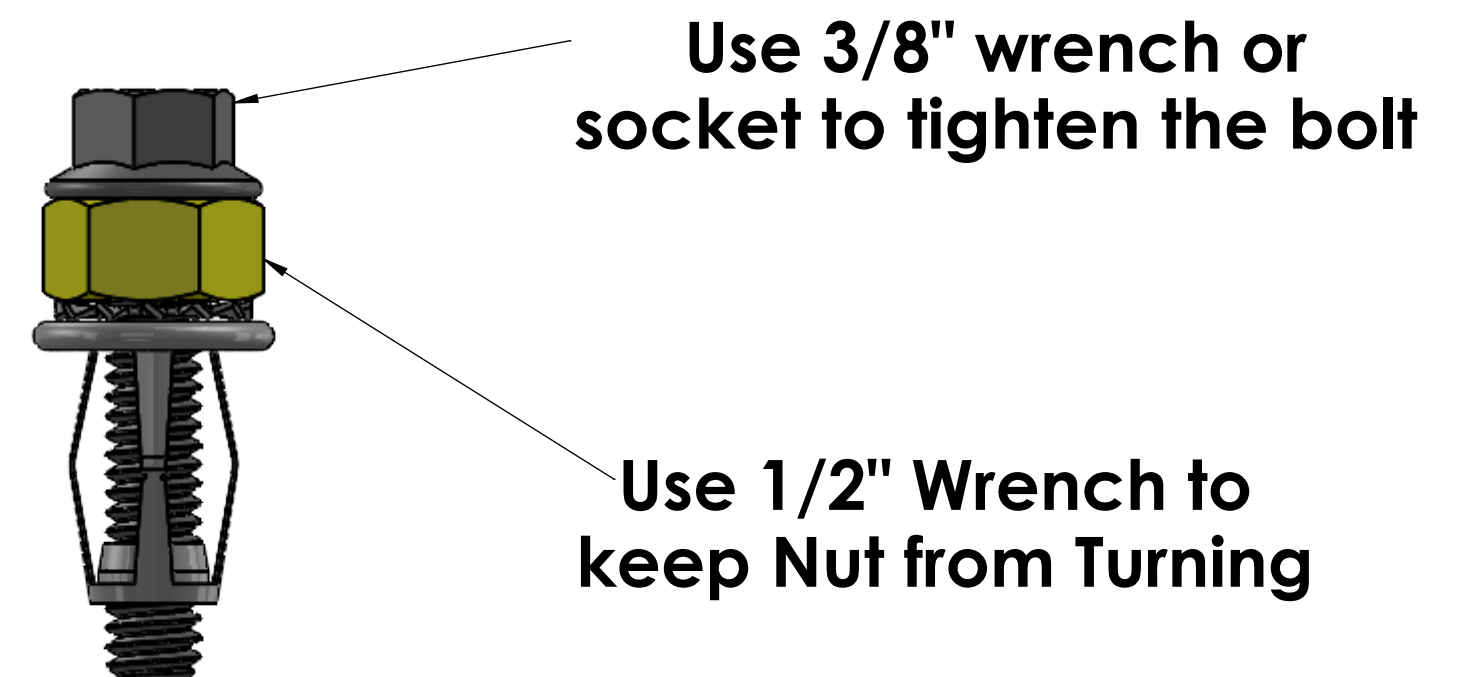 Use 3/8" wrench or
socket to tighten the bolt
Use 1/2" Wrench to
keep Nut from Turning